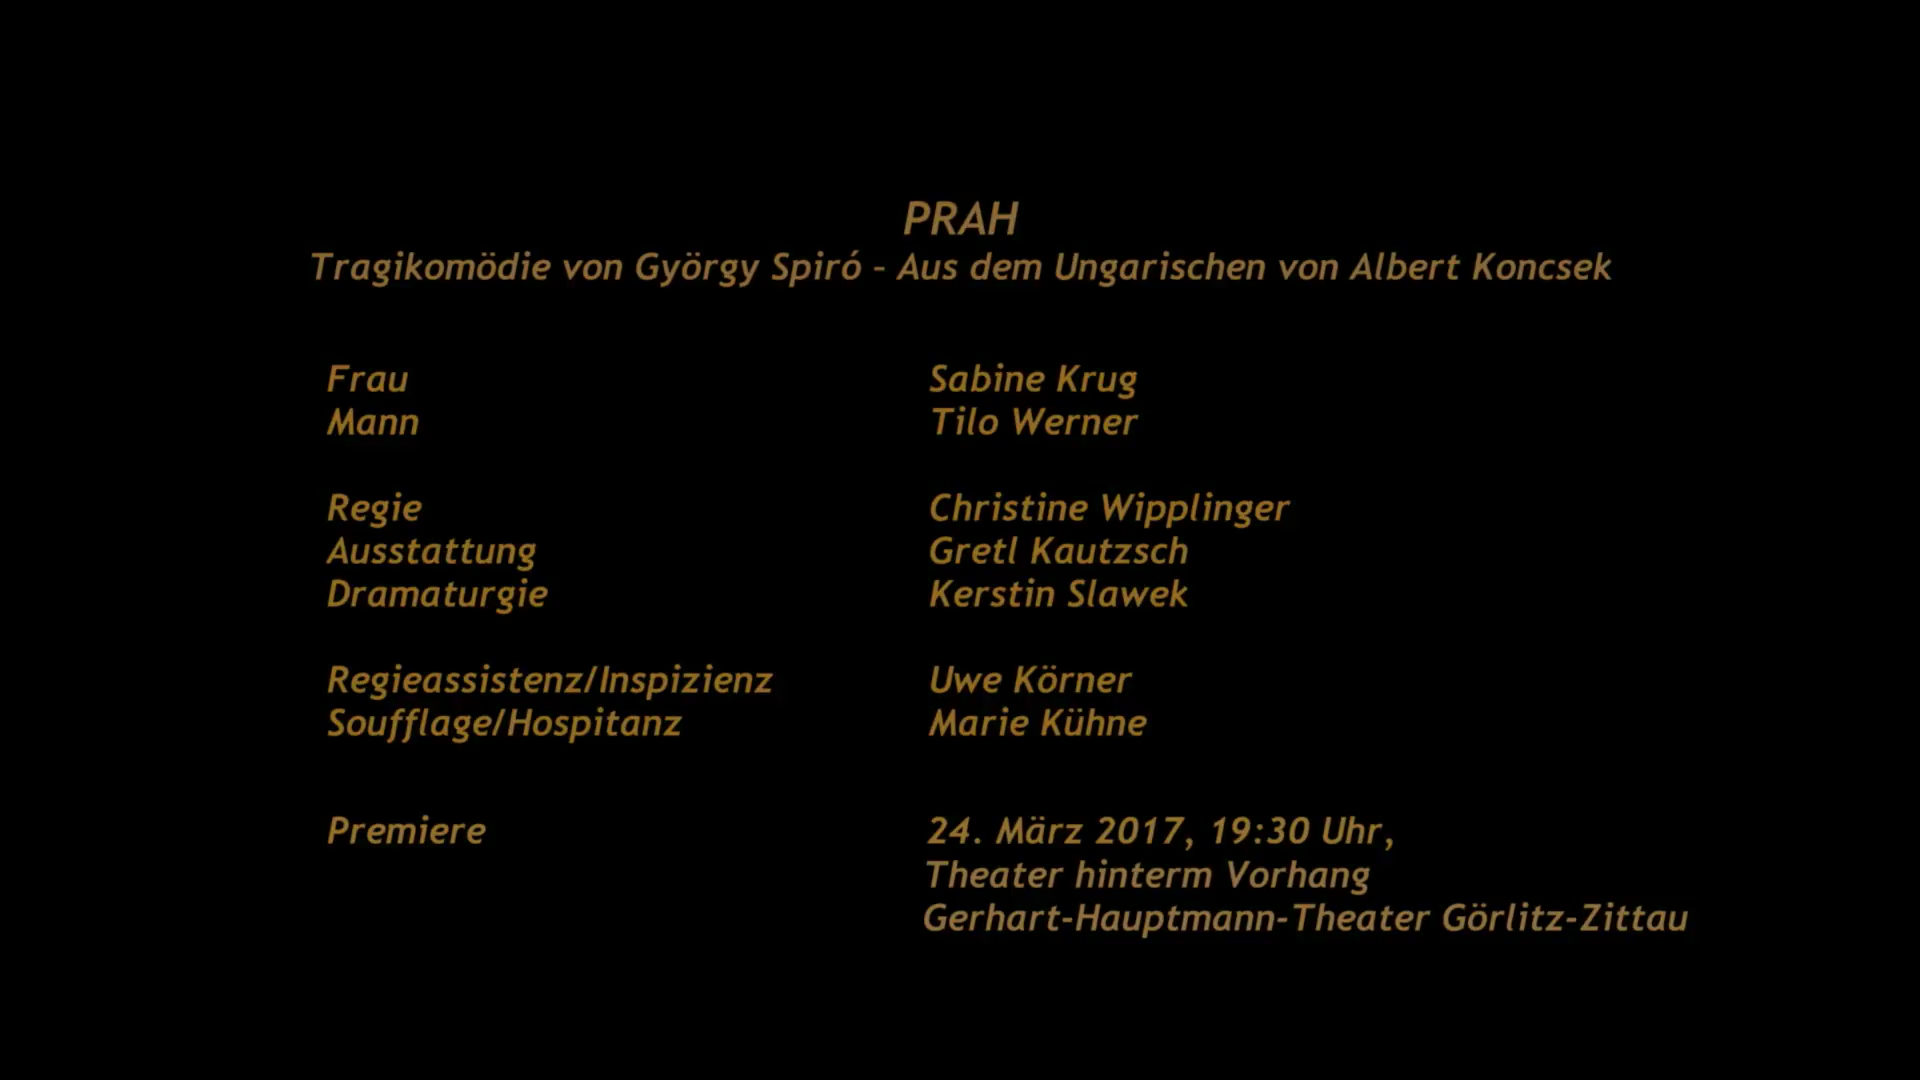 PRAH
Tragikomödie von György Spiró – Aus dem Ungarischen von Albert Koncsek
Frau Sabine Krug
Mann Tilo Werner
Regie Christine Wipplinger
Ausstattung Gretl Kautzsch
Dramaturgie Kerstin Slawek
Regieassistenz/Inspizienz Uwe Körner
Soufflage/Hospitanz Marie Kühne
Premiere 24. März 2017, 19:30 Uhr,
Theater hinterm Vorhang
Gerhart-Hauptmann-Theater Görlitz-Zittau